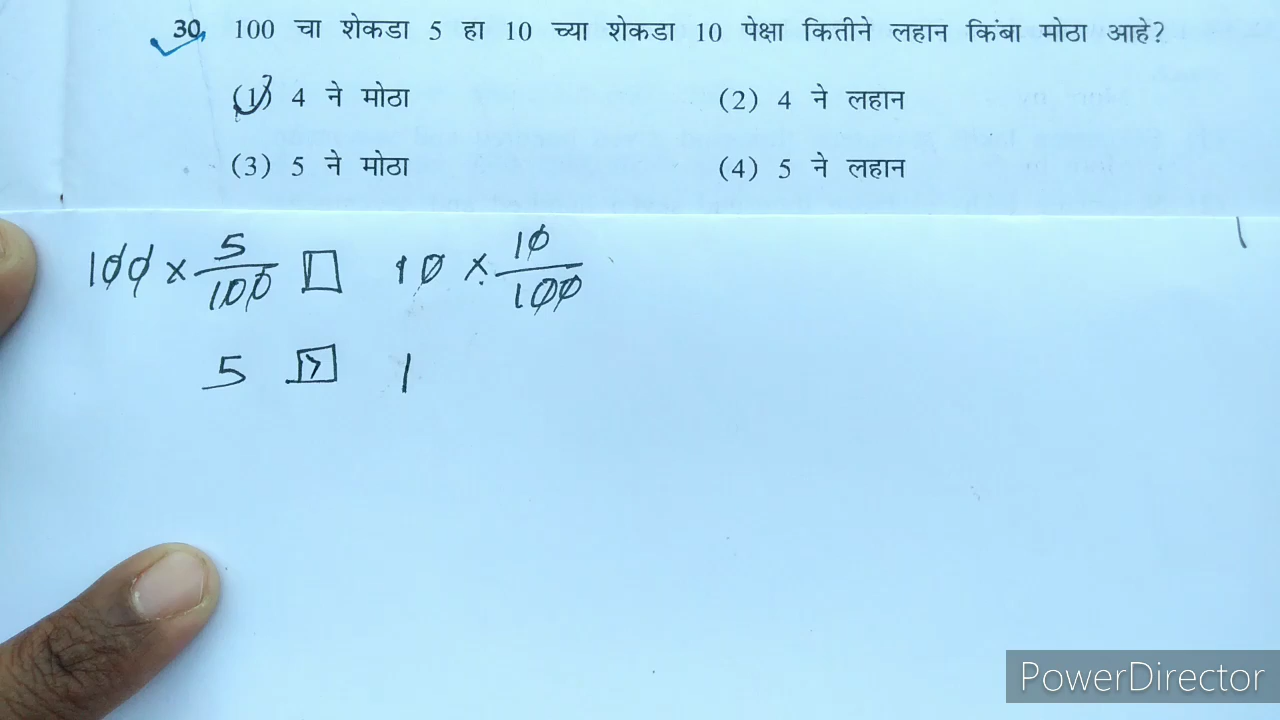 30. 100 चा शेकडा 5 हा 10 च्या शेकडा 10 पेक्षा कितीने लहान किंबा मोठा आहे?
(1) 4 ने मोठा (2) 4 ने लहान
(3) 5 ने मोठा (4) 5 ने लहान
100 × 5/100 □ 10 × 10/100
5 > 1
PowerDirector